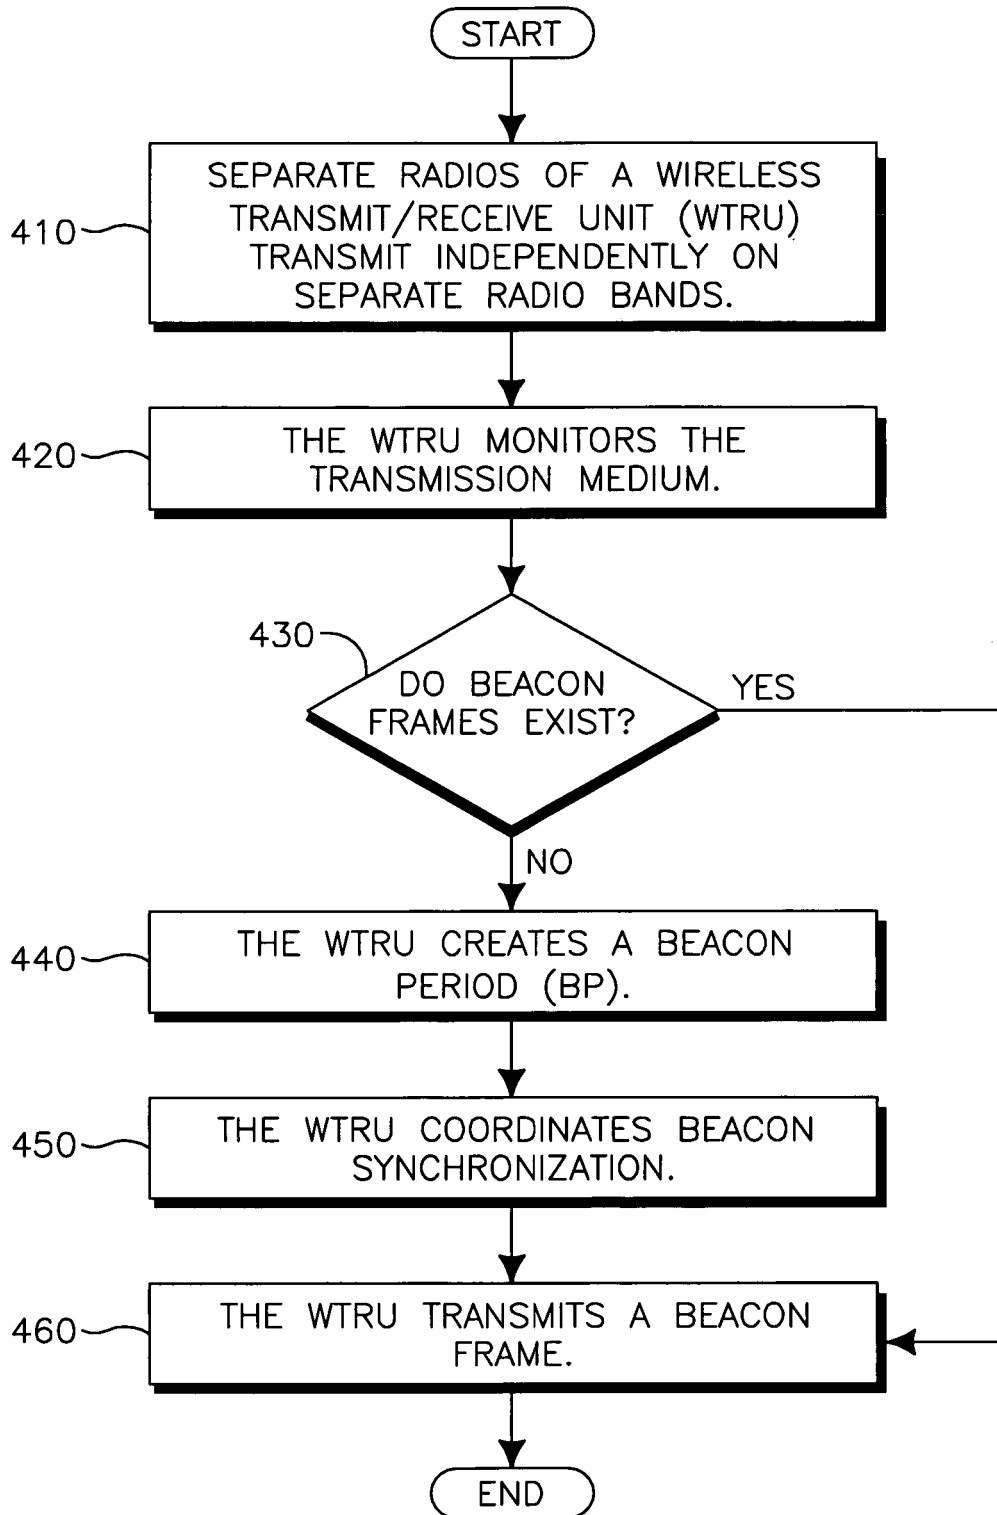 START
410
SEPARATE RADIOS OF A WIRELESS
TRANSMIT/RECEIVE UNIT (WTRU)
TRANSMIT INDEPENDENTLY ON
SEPARATE RADIO BANDS.
420
THE WTRU MONITORS THE
TRANSMISSION MEDIUM.
430
DO BEACON
FRAMES EXIST?
YES
NO
440
THE WTRU CREATES A BEACON
PERIOD (BP).
450
THE WTRU COORDINATES BEACON
SYNCHRONIZATION.
460
THE WTRU TRANSMITS A BEACON
FRAME.
END